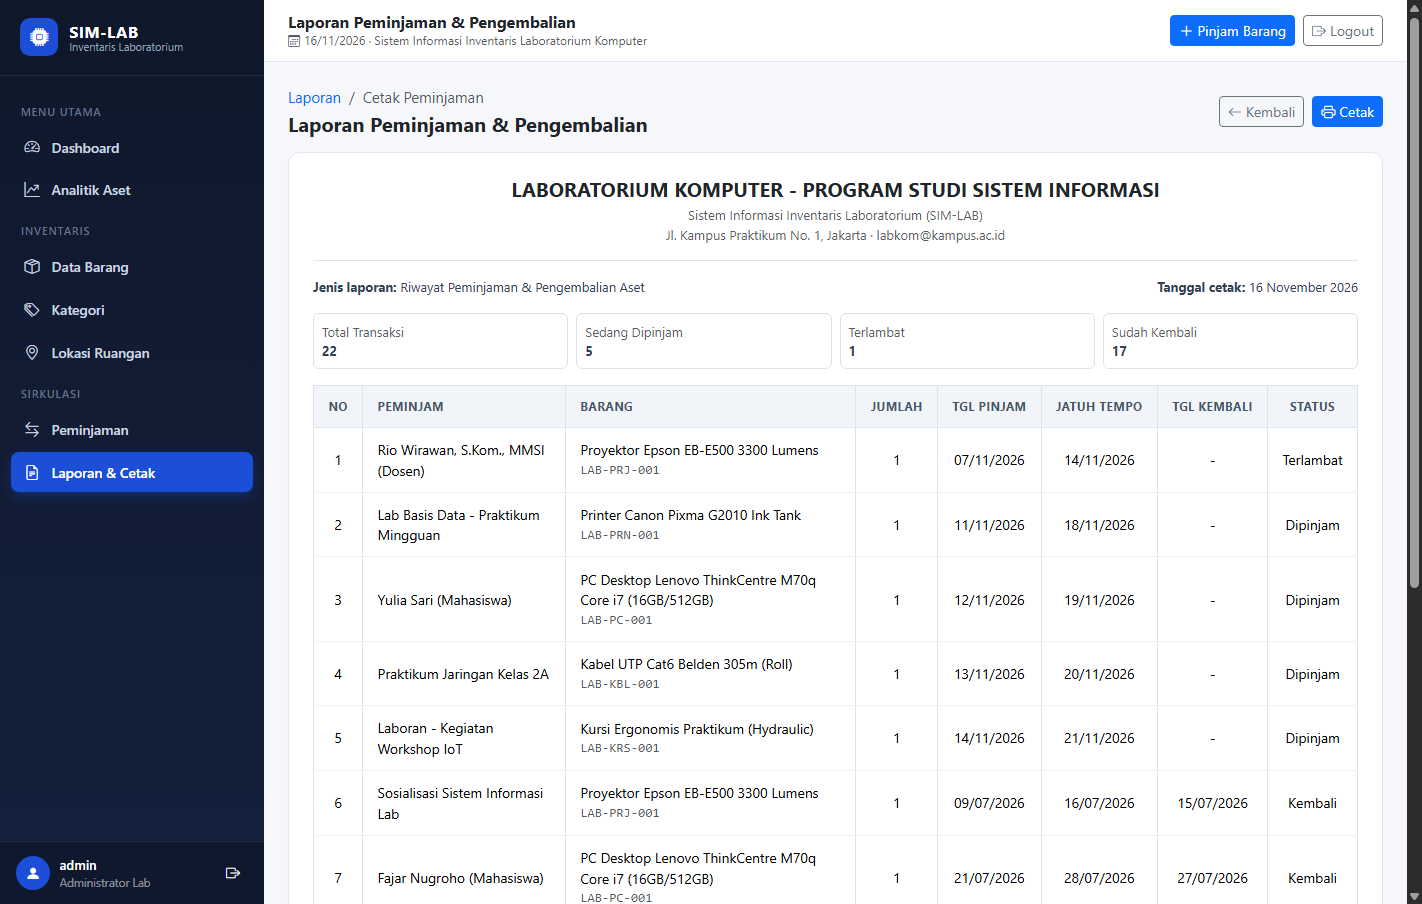 SIM-LAB
Inventaris Laboratorium
MENU UTAMA
Dashboard
Analitik Aset
INVENTARIS
Data Barang
Kategori
Lokasi Ruangan
SIRKULASI
Peminjaman
Laporan & Cetak
admin
Administrator Lab
Laporan Peminjaman & Pengembalian
16/11/2026 · Sistem Informasi Inventaris Laboratorium Komputer
Pinjam Barang
Logout
Laporan / Cetak Peminjaman
Laporan Peminjaman & Pengembalian
Kembali
Cetak
LABORATORIUM KOMPUTER - PROGRAM STUDI SISTEM INFORMASI
Sistem Informasi Inventaris Laboratorium (SIM-LAB)
Jl. Kampus Praktikum No. 1, Jakarta · labkom@kampus.ac.id
Jenis laporan: Riwayat Peminjaman & Pengembalian Aset
Tanggal cetak: 16 November 2026
Total Transaksi
22
Sedang Dipinjam
5
Terlambat
1
Sudah Kembali
17
NO PEMINJAM BARANG JUMLAH TGL PINJAM JATUH TEMPO TGL KEMBALI STATUS
1 Rio Wirawan, S.Kom., MMSI (Dosen) Proyektor Epson EB-E500 3300 Lumens LAB-PRJ-001 1 07/11/2026 14/11/2026 - Terlambat
2 Lab Basis Data - Praktikum Mingguan Printer Canon Pixma G2010 Ink Tank LAB-PRN-001 1 11/11/2026 18/11/2026 - Dipinjam
3 Yulia Sari (Mahasiswa) PC Desktop Lenovo ThinkCentre M70q Core i7 (16GB/512GB) LAB-PC-001 1 12/11/2026 19/11/2026 - Dipinjam
4 Praktikum Jaringan Kelas 2A Kabel UTP Cat6 Belden 305m (Roll) LAB-KBL-001 1 13/11/2026 20/11/2026 - Dipinjam
5 Laboran - Kegiatan Workshop IoT Kursi Ergonomis Praktikum (Hydraulic) LAB-KRS-001 1 14/11/2026 21/11/2026 - Dipinjam
6 Sosialisasi Sistem Informasi Lab Proyektor Epson EB-E500 3300 Lumens LAB-PRJ-001 1 09/07/2026 16/07/2026 15/07/2026 Kembali
7 Fajar Nugroho (Mahasiswa) PC Desktop Lenovo ThinkCentre M70q Core i7 (16GB/512GB) LAB-PC-001 1 21/07/2026 28/07/2026 27/07/2026 Kembali